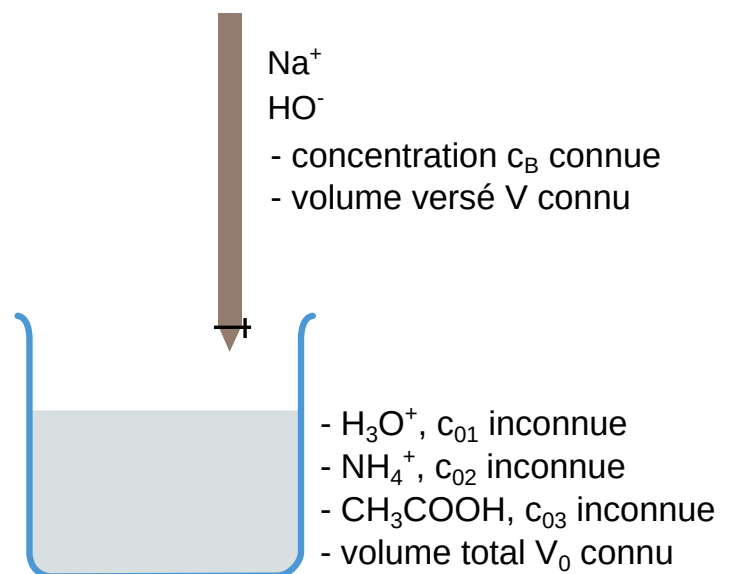 Na⁺
HO⁻
- concentration c_B connue
- volume versé V connu
- H₃O⁺, c₀₁ inconnue
- NH₄⁺, c₀₂ inconnue
- CH₃COOH, c₀₃ inconnue
- volume total V₀ connu